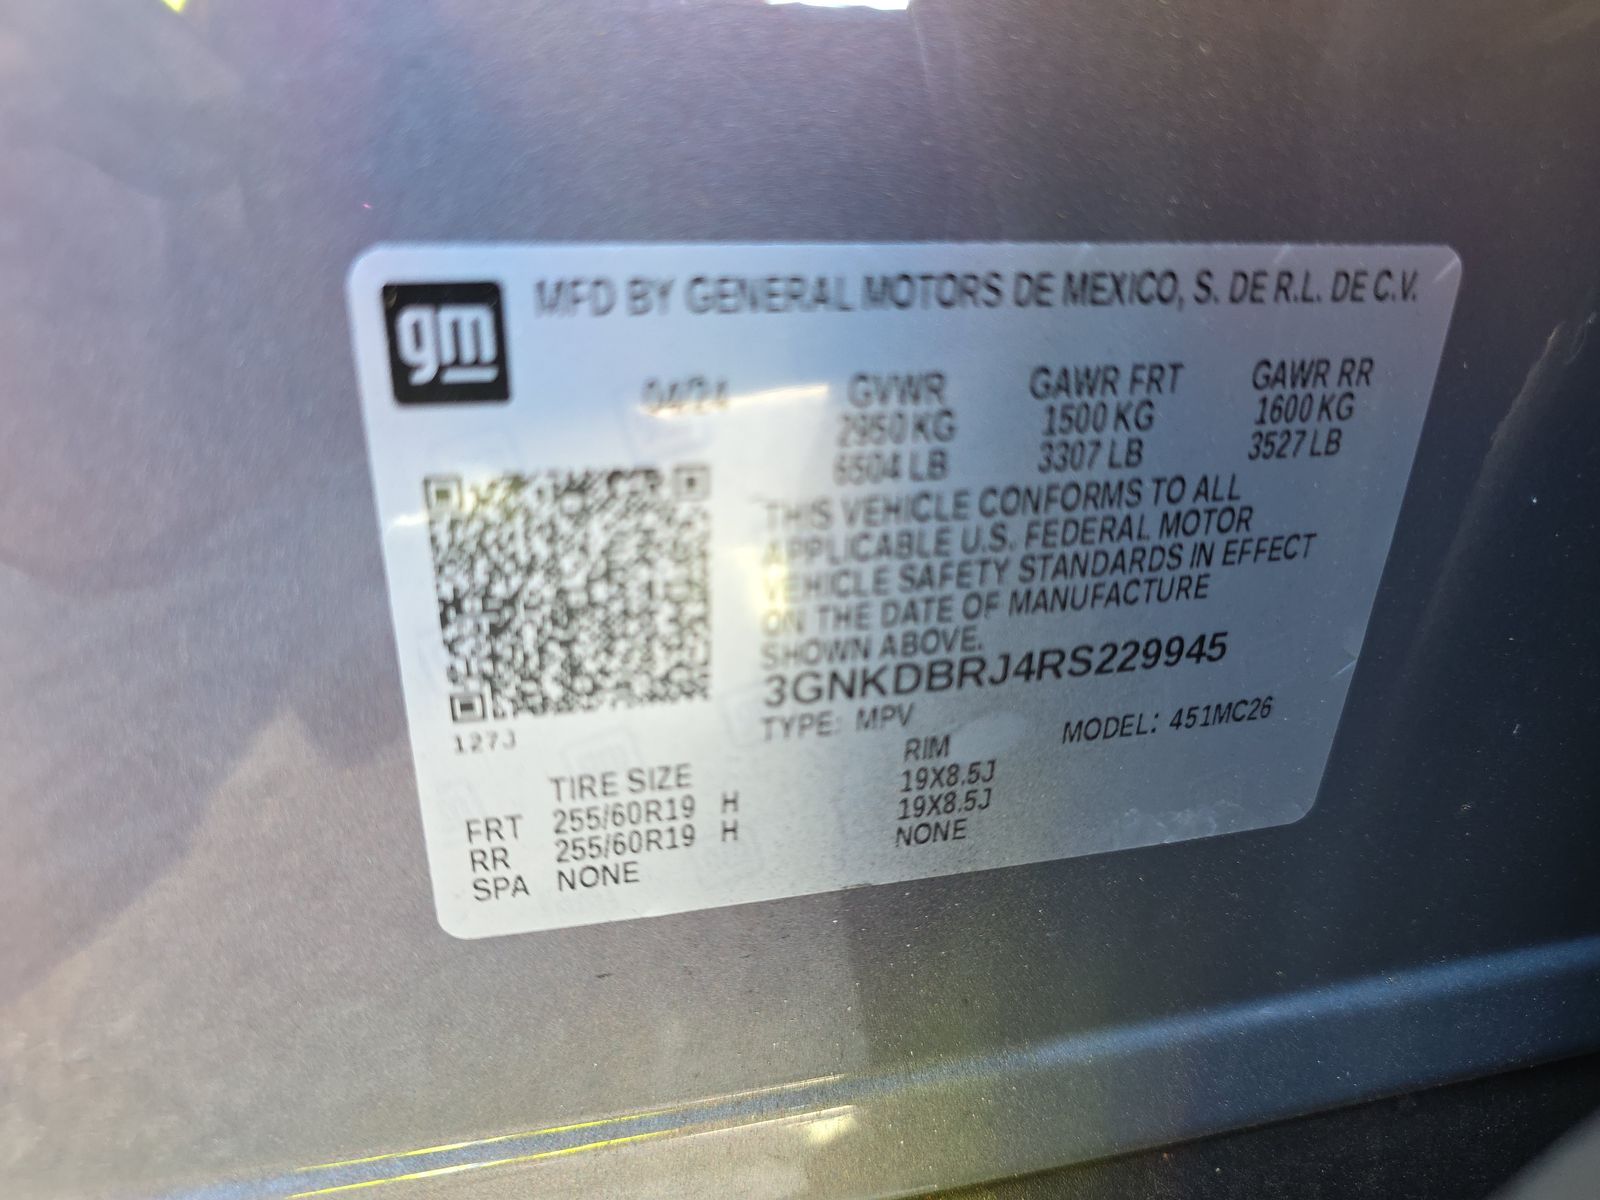 gm
MFD BY GENERAL MOTORS DE MEXICO, S. DE R.L. DE C.V.
04/24 GVWR GAWR FRT GAWR RR
2950 KG 1500 KG 1600 KG
6504 LB 3307 LB 3527 LB
THIS VEHICLE CONFORMS TO ALL
APPLICABLE U.S. FEDERAL MOTOR
VEHICLE SAFETY STANDARDS IN EFFECT
ON THE DATE OF MANUFACTURE
SHOWN ABOVE.
3GNKDBRJ4RS229945
TYPE: MPV MODEL: 451MC26
127J
TIRE SIZE RIM
FRT 255/60R19 H 19X8.5J
RR 255/60R19 H 19X8.5J
SPA NONE NONE